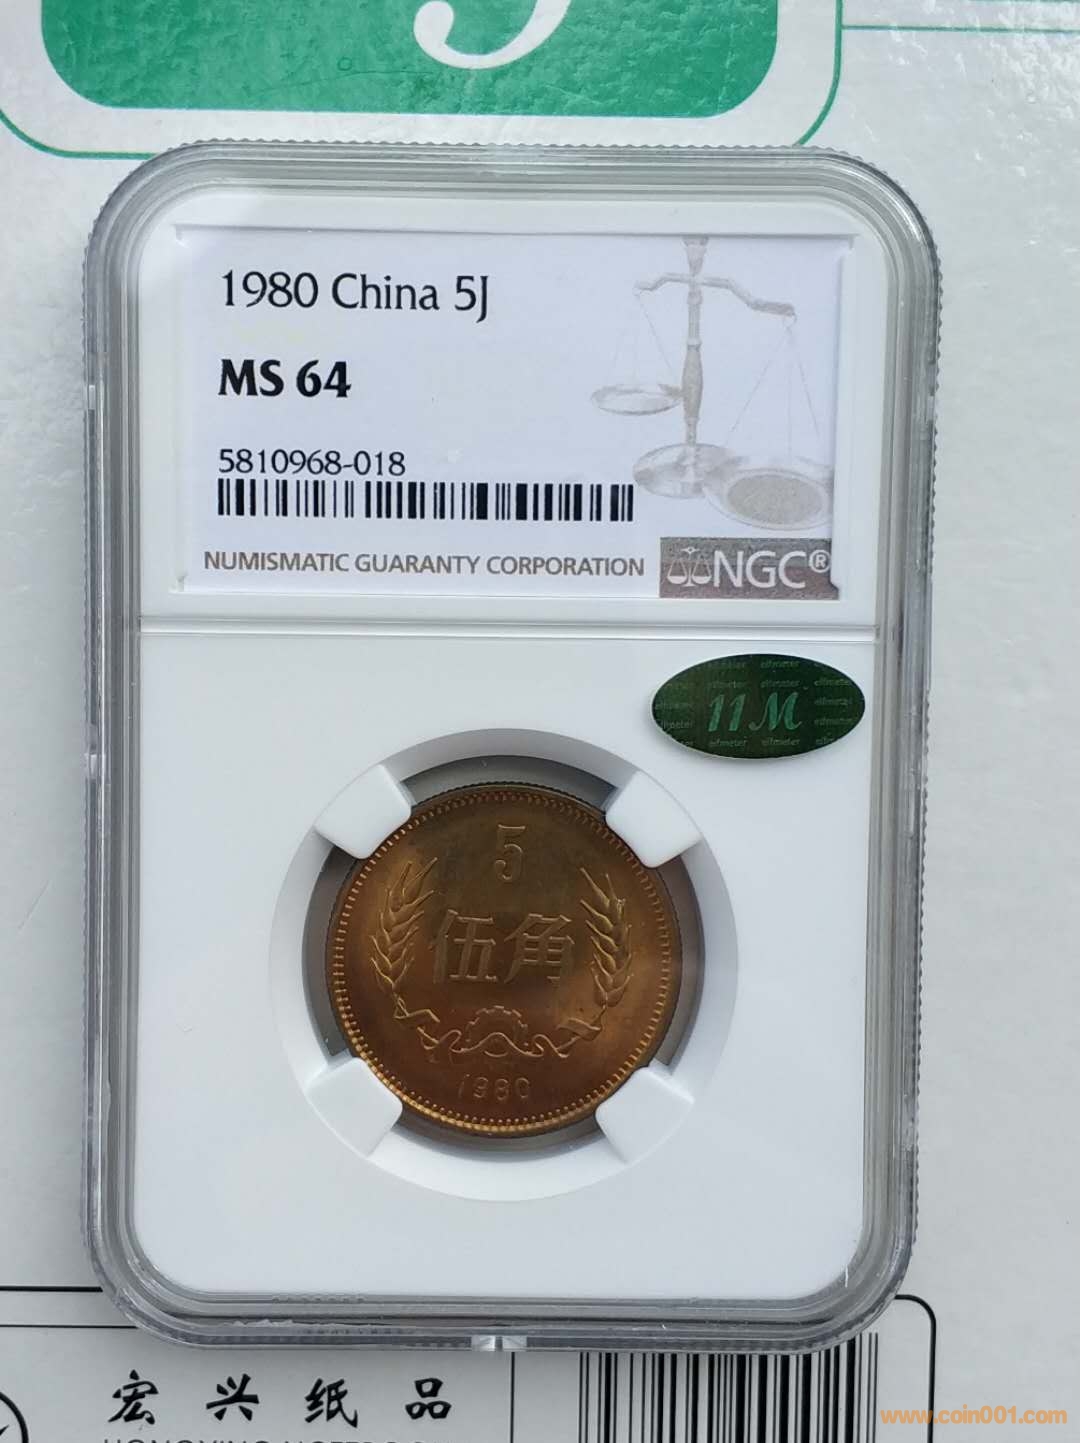 1980 China 5J
MS 64
5810968-018
NUMISMATIC GUARANTY CORPORATION
NGC®
11M
5
伍角
1980
宏兴纸品
www.coin001.com